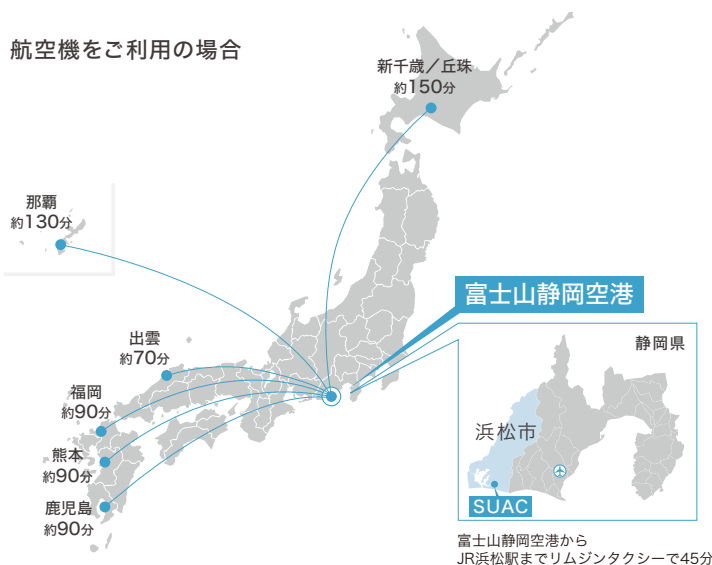 航空機をご利用の場合
新千歳／丘珠
約150分
那覇
約130分
富士山静岡空港
出雲
約70分
福岡
約90分
熊本
約90分
鹿児島
約90分
静岡県
浜松市
SUAC
富士山静岡空港から
JR浜松駅までリムジンタクシーで45分